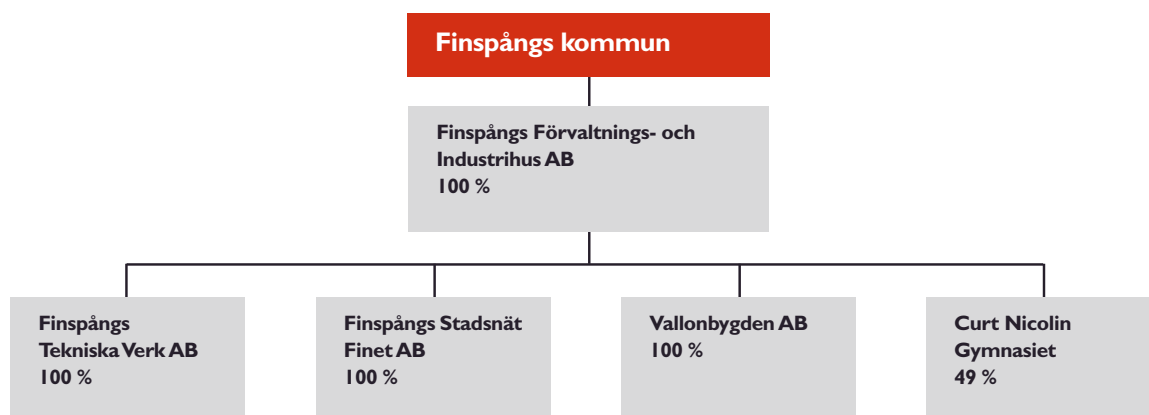 Finspångs kommun
Finspångs Förvaltnings- och
Industrihus AB
100 %
Finspångs
Tekniska Verk AB
100 %
Finspångs Stadsnät
Finet AB
100 %
Vallonbygden AB
100 %
Curt Nicolin
Gymnasiet
49 %